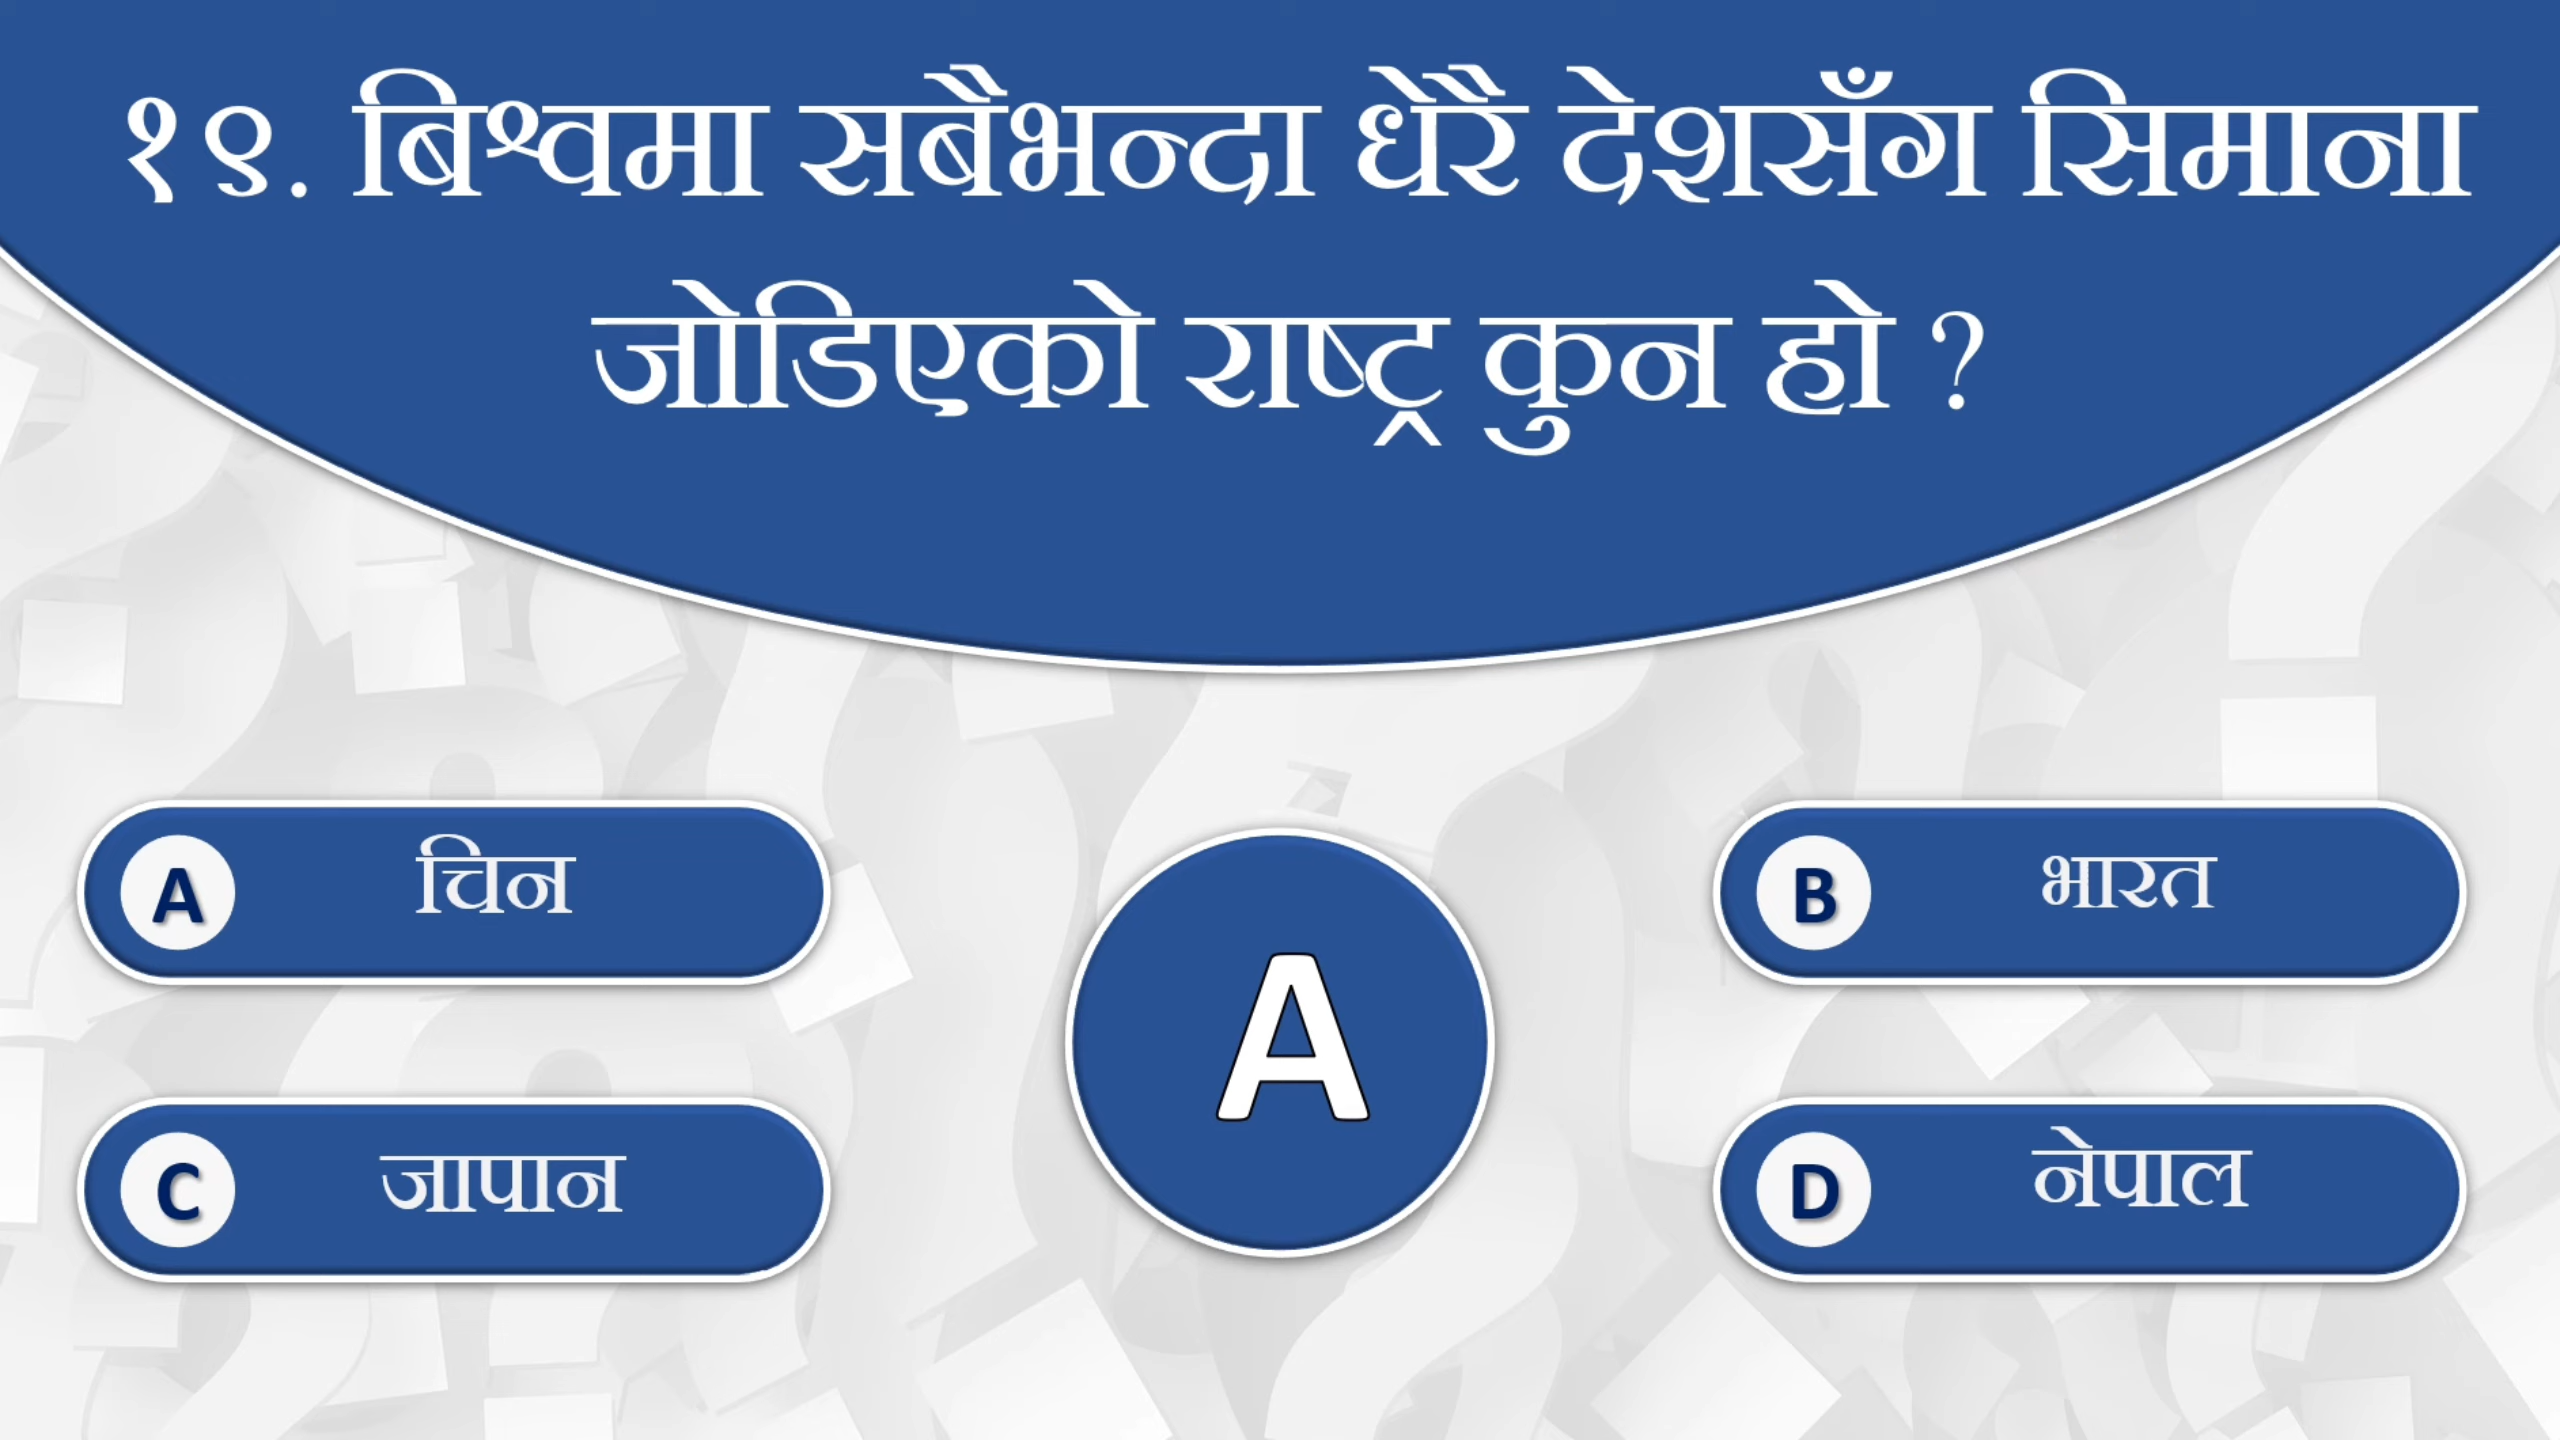 १९. बिश्वमा सबैभन्दा धेरै देशसँग सिमाना
जोडिएको राष्ट्र कुन हो ?
A चिन
B भारत
A
C जापान
D नेपाल